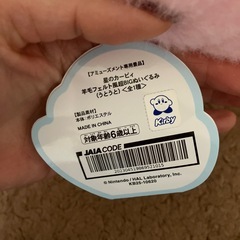 【アミューズメント専用景品】
星のカービィ
羊毛フェルト風超BIGぬいぐるみ
(うとうと)<全1種>
【製品素材】
本体:ポリエステル
MADE IN CHINA
対象年齢6歳以上
Kirby
JAIA CODE
© Nintendo / HAL Laboratory, Inc.